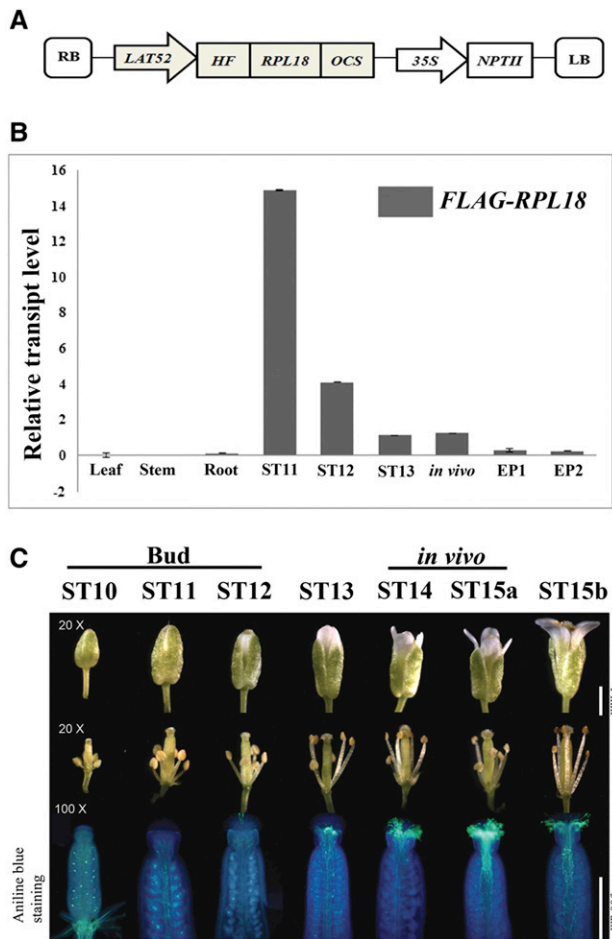 A
RB LAT52 HF RPL18 OCS 35S NPTII LB
B
Relative transipt level
16
14
12
10
8
6
4
2
0
-2
FLAG-RPL18
Leaf Stem Root ST11 ST12 ST13 in vivo EP1 EP2
C
Bud in vivo
ST10 ST11 ST12 ST13 ST14 ST15a ST15b
20 X
20 X
100 X
Aniline blue
staining